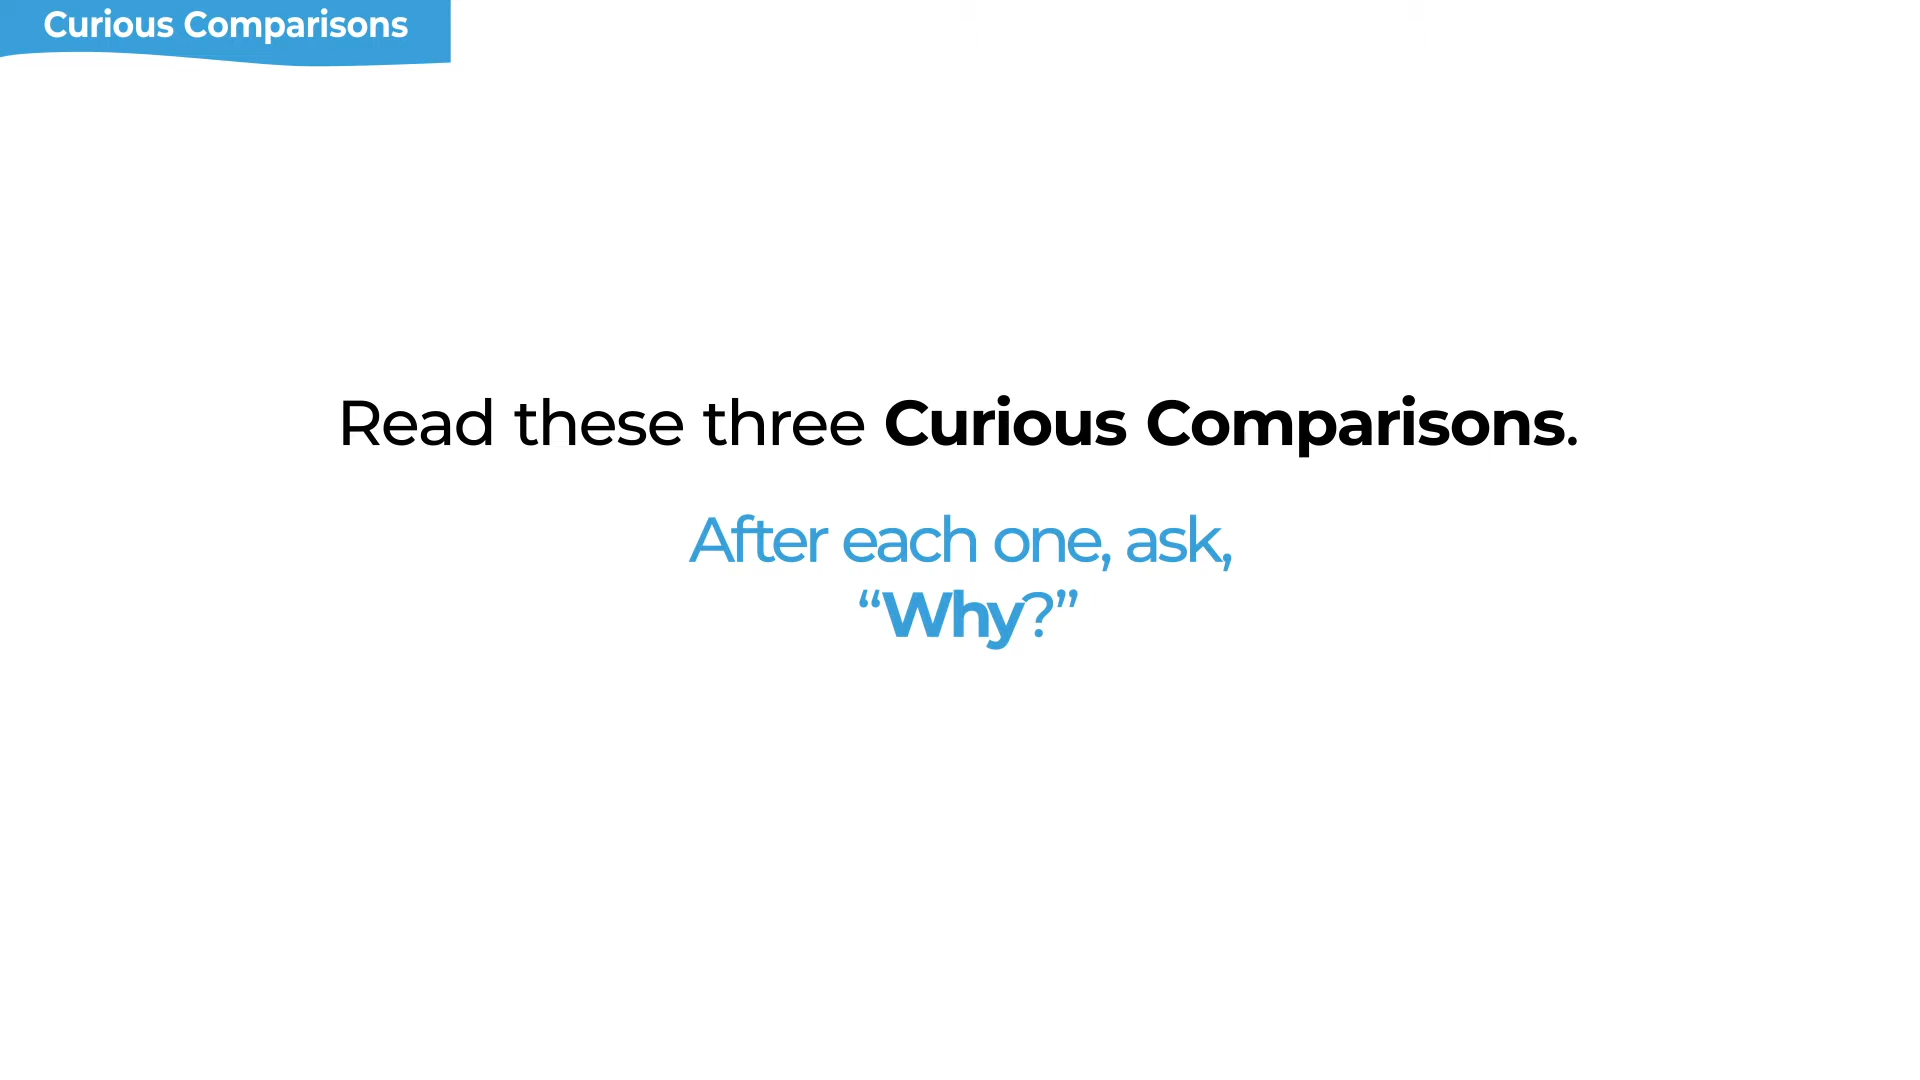 Curious Comparisons
Read these three Curious Comparisons.
After each one, ask,
“Why?”